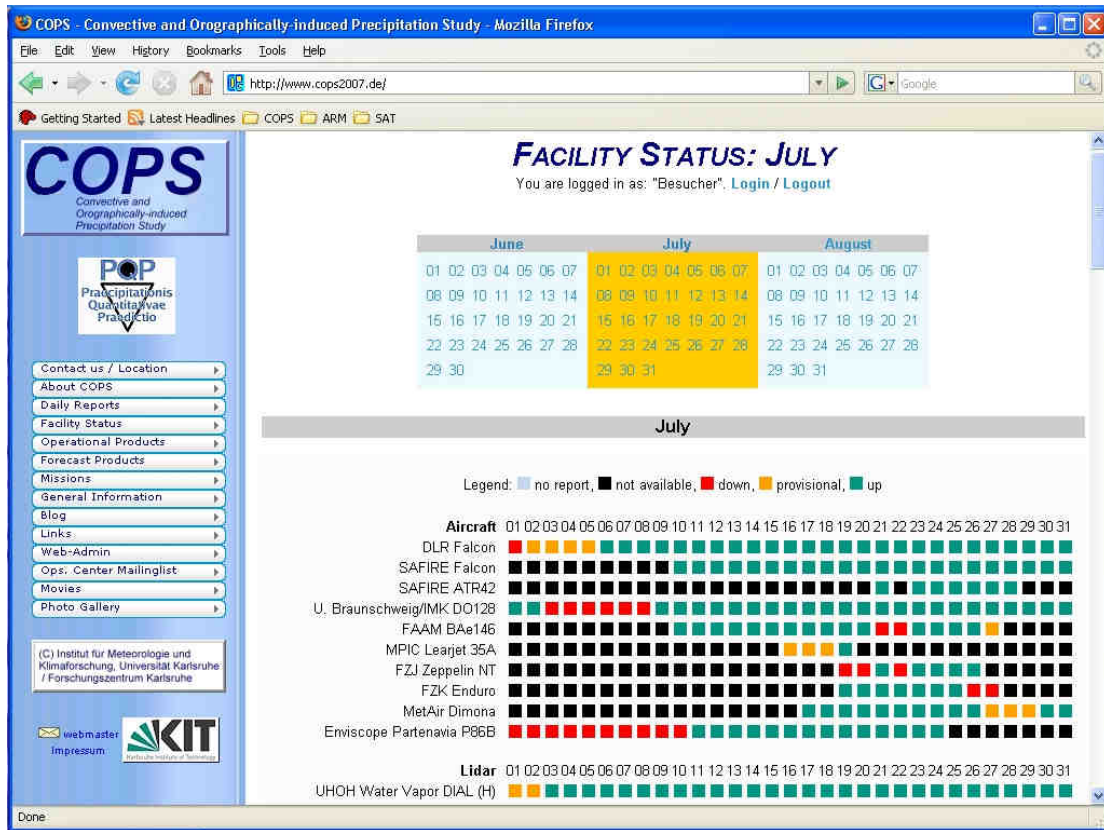 COPS - Convective and Orographically-induced Precipitation Study - Mozilla Firefox
File Edit View History Bookmarks Tools Help
http://www.cops2007.de/
G Google
Getting Started Latest Headlines COPS ARM SAT
COPS
Convective and
Orographically-induced
Precipitation Study
PQP
Praecipitationis
Quantitativae
Praedictio
Contact us / Location
About COPS
Daily Reports
Facility Status
Operational Products
Forecast Products
Missions
General Information
Blog
Links
Web-Admin
Ops. Center Mailinglist
Movies
Photo Gallery
(C) Institut für Meteorologie und
Klimaforschung, Universität Karlsruhe
/ Forschungszentrum Karlsruhe
webmaster
Impressum
KIT
FACILITY STATUS: JULY
You are logged in as: "Besucher". Login / Logout
June July August
01 02 03 04 05 06 07 01 02 03 04 05 06 07 01 02 03 04 05 06 07
08 09 10 11 12 13 14 08 09 10 11 12 13 14 08 09 10 11 12 13 14
15 16 17 18 19 20 21 15 16 17 18 19 20 21 15 16 17 18 19 20 21
22 23 24 25 26 27 28 22 23 24 25 26 27 28 22 23 24 25 26 27 28
29 30 29 30 31 29 30 31
July
Legend: no report, not available, down, provisional, up
Aircraft 01 02 03 04 05 06 07 08 09 10 11 12 13 14 15 16 17 18 19 20 21 22 23 24 25 26 27 28 29 30 31
DLR Falcon
SAFIRE Falcon
SAFIRE ATR42
U. Braunschweig/IMK DO128
FAAM BAe146
MPIC Learjet 35A
FZJ Zeppelin NT
FZK Enduro
MetAir Dimona
Enviscope Partenavia P86B
Lidar 01 02 03 04 05 06 07 08 09 10 11 12 13 14 15 16 17 18 19 20 21 22 23 24 25 26 27 28 29 30 31
UHOH Water Vapor DIAL (H)
Done